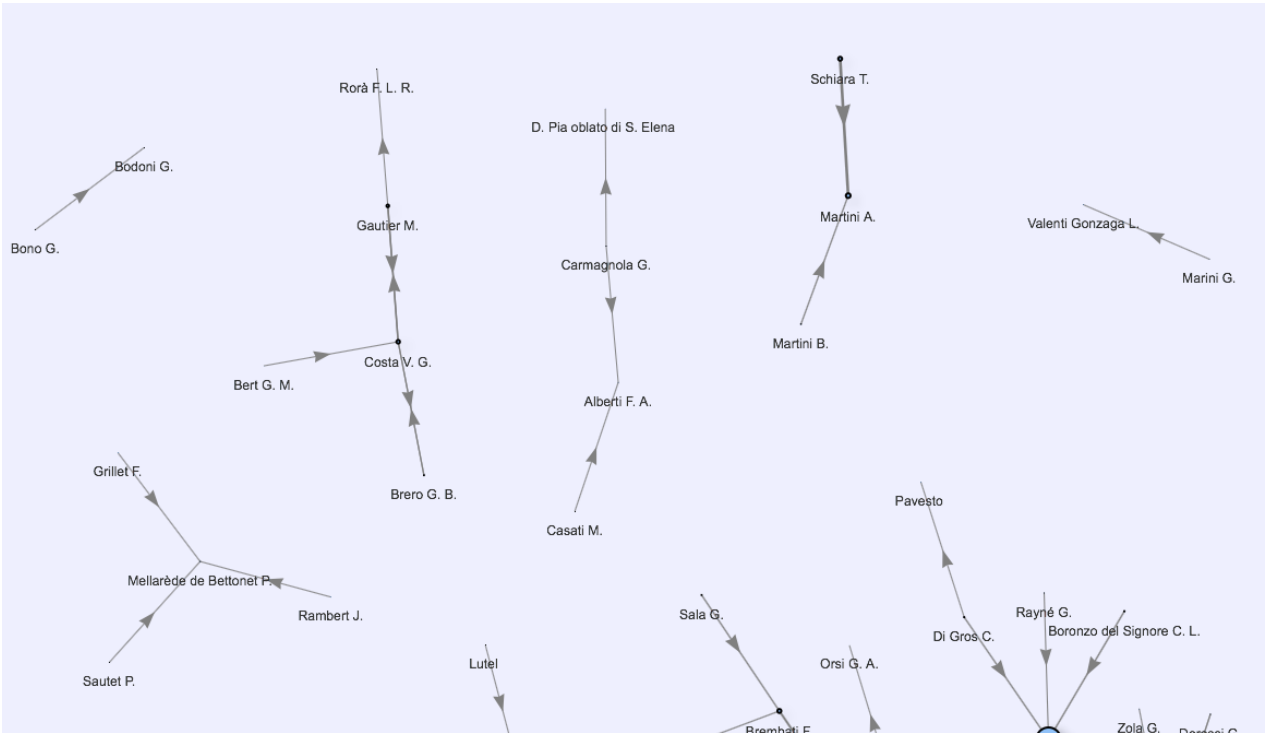 Schiara T.
Rorà F. L. R.
D. Pia oblato di S. Elena
Bodoni G.
Martini A.
Gautier M.
Valenti Gonzaga L.
Bono G.
Carmagnola G.
Marini G.
Martini B.
Costa V. G.
Bert G. M.
Alberti F. A.
Grillet F.
Brero G. B.
Pavesto
Casati M.
Mellarède de Bettonet P.
Rambert J.
Sala G.
Rayné G.
Boronzo del Signore C. L.
Di Gros C.
Lutel
Orsi G. A.
Sautet P.
Zola G.
Brembati F.